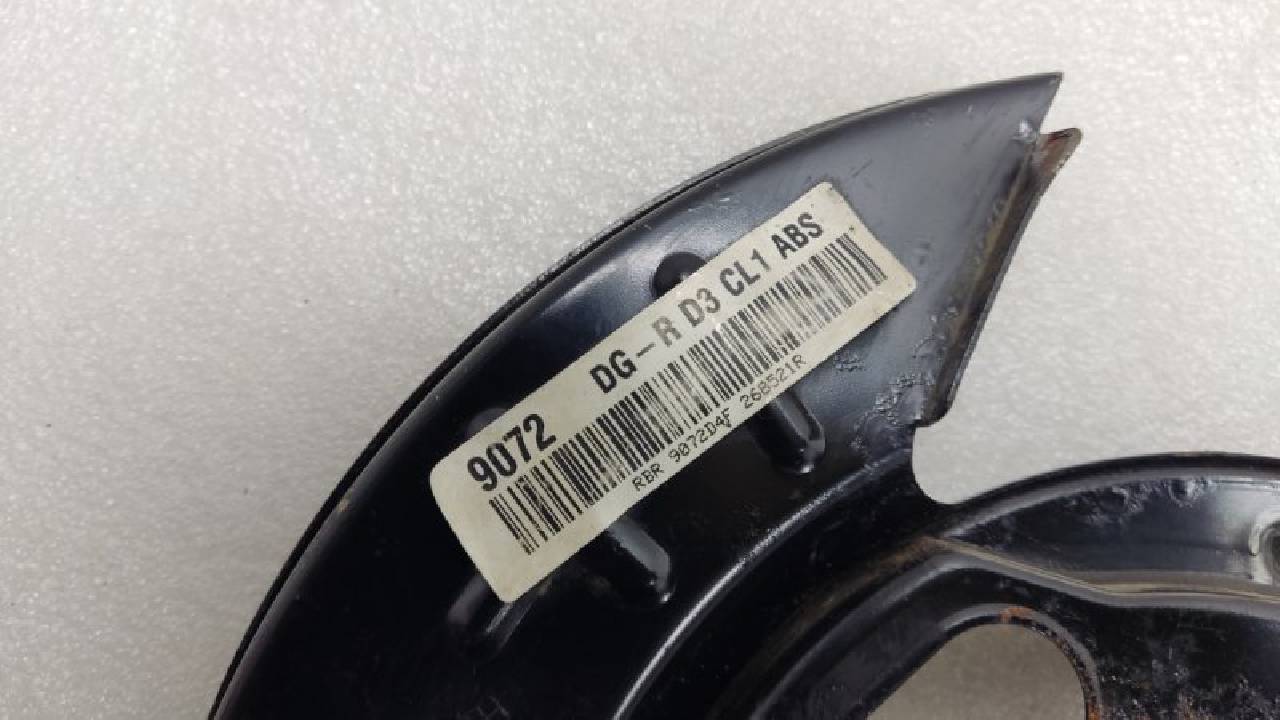 9072 DG-R D3 CL1 ABS
RBR 9072D4F 268521R